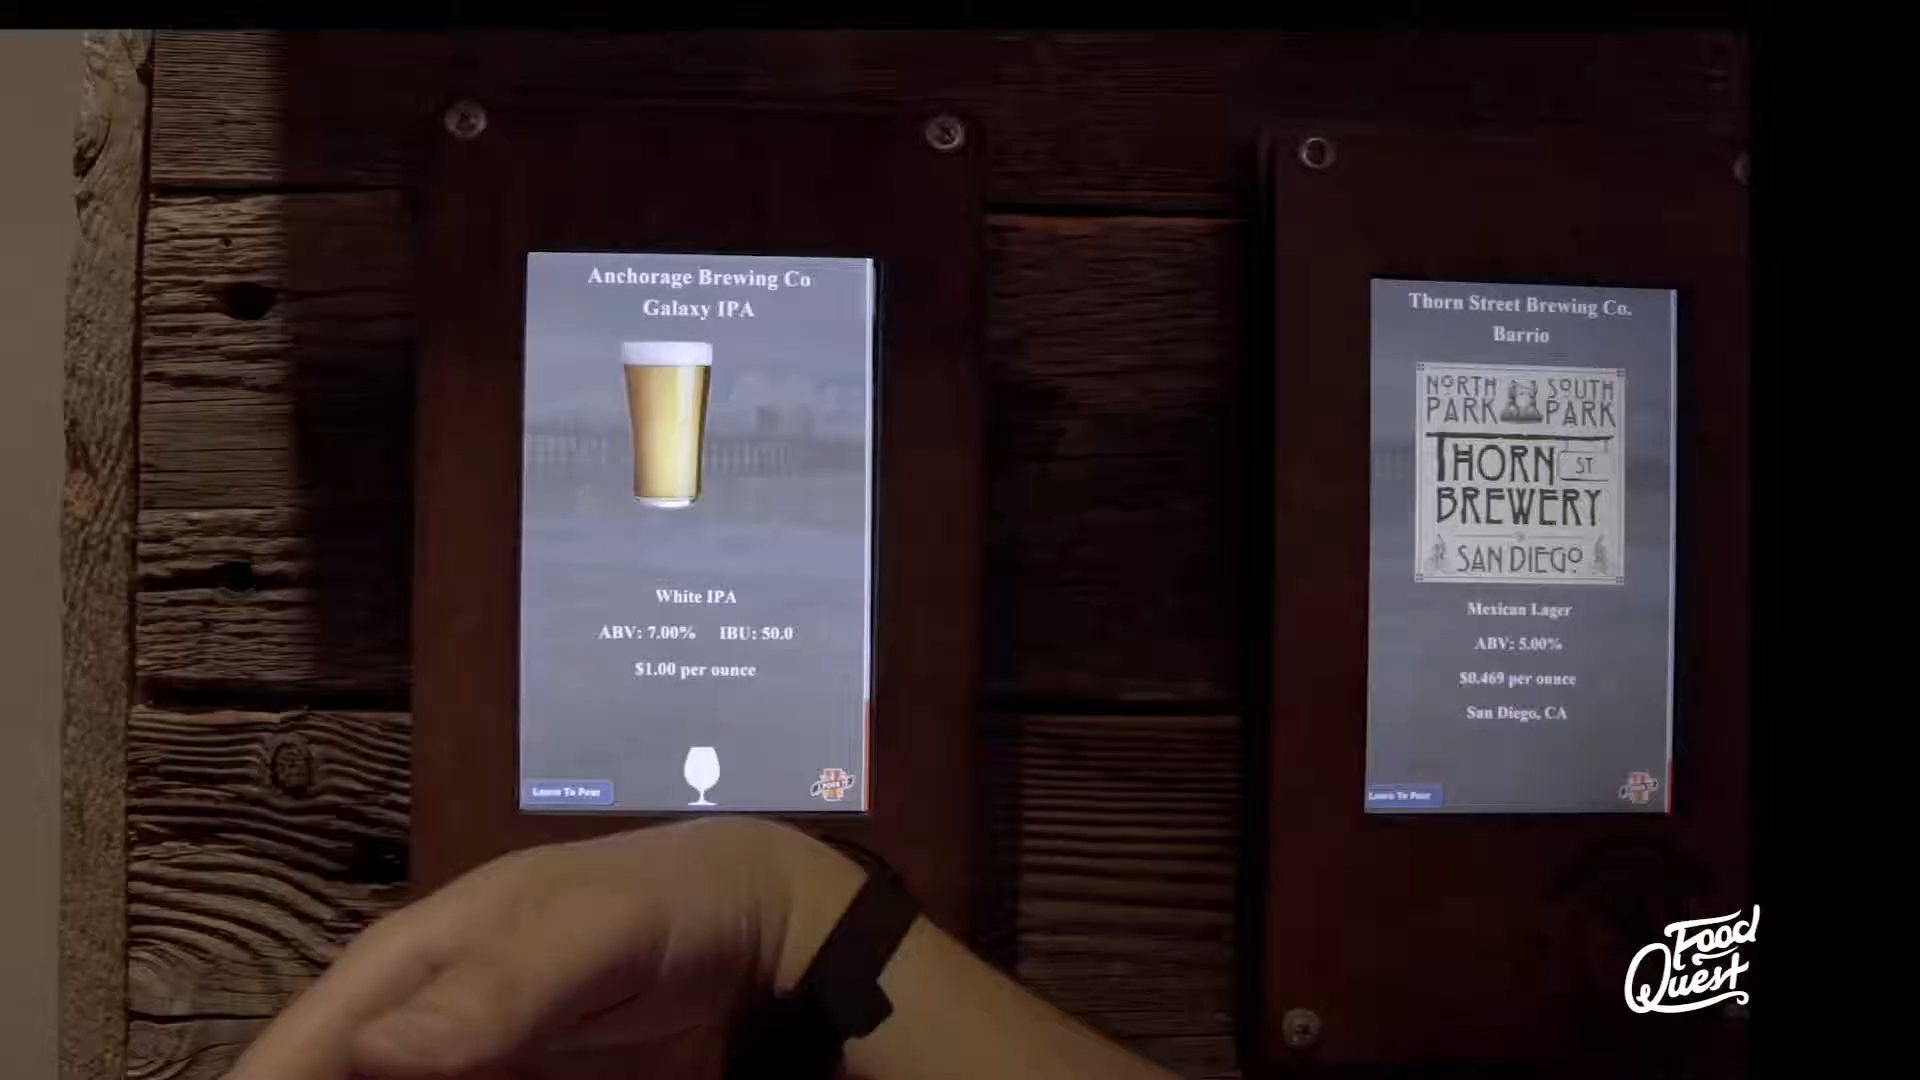 Anchorage Brewing Co
Galaxy IPA
White IPA
ABV: 7.00% IBU: 50.0
$1.00 per ounce
Learn To Pour
Thorn Street Brewing Co.
Barrio
NORTH PARK SOUTH PARK
THORN ST
BREWERY
SAN DIEGO
Mexican Lager
ABV: 5.00%
$0.469 per ounce
San Diego, CA
Learn To Pour
Food
Quest